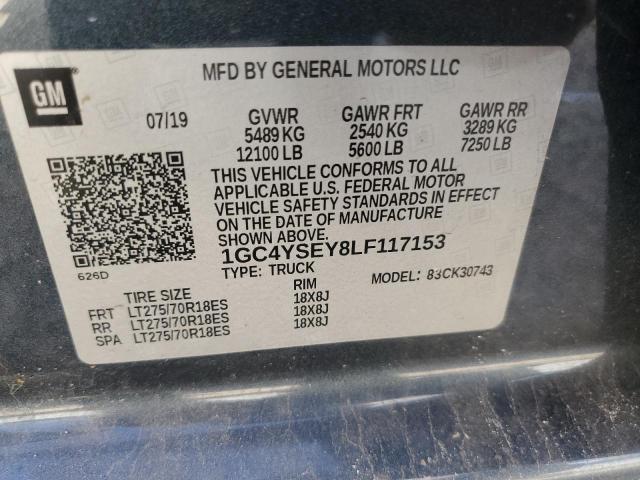 GM
MFD BY GENERAL MOTORS LLC
07/19 GVWR GAWR FRT GAWR RR
5489 KG 2540 KG 3289 KG
12100 LB 5600 LB 7250 LB
THIS VEHICLE CONFORMS TO ALL
APPLICABLE U.S. FEDERAL MOTOR
VEHICLE SAFETY STANDARDS IN EFFECT
ON THE DATE OF MANUFACTURE
SHOWN ABOVE.
1GC4YSEY8LF117153
626D
TYPE: TRUCK MODEL: 83CK30743
TIRE SIZE RIM
FRT LT275/70R18ES 18X8J
RR LT275/70R18ES 18X8J
SPA LT275/70R18ES 18X8J